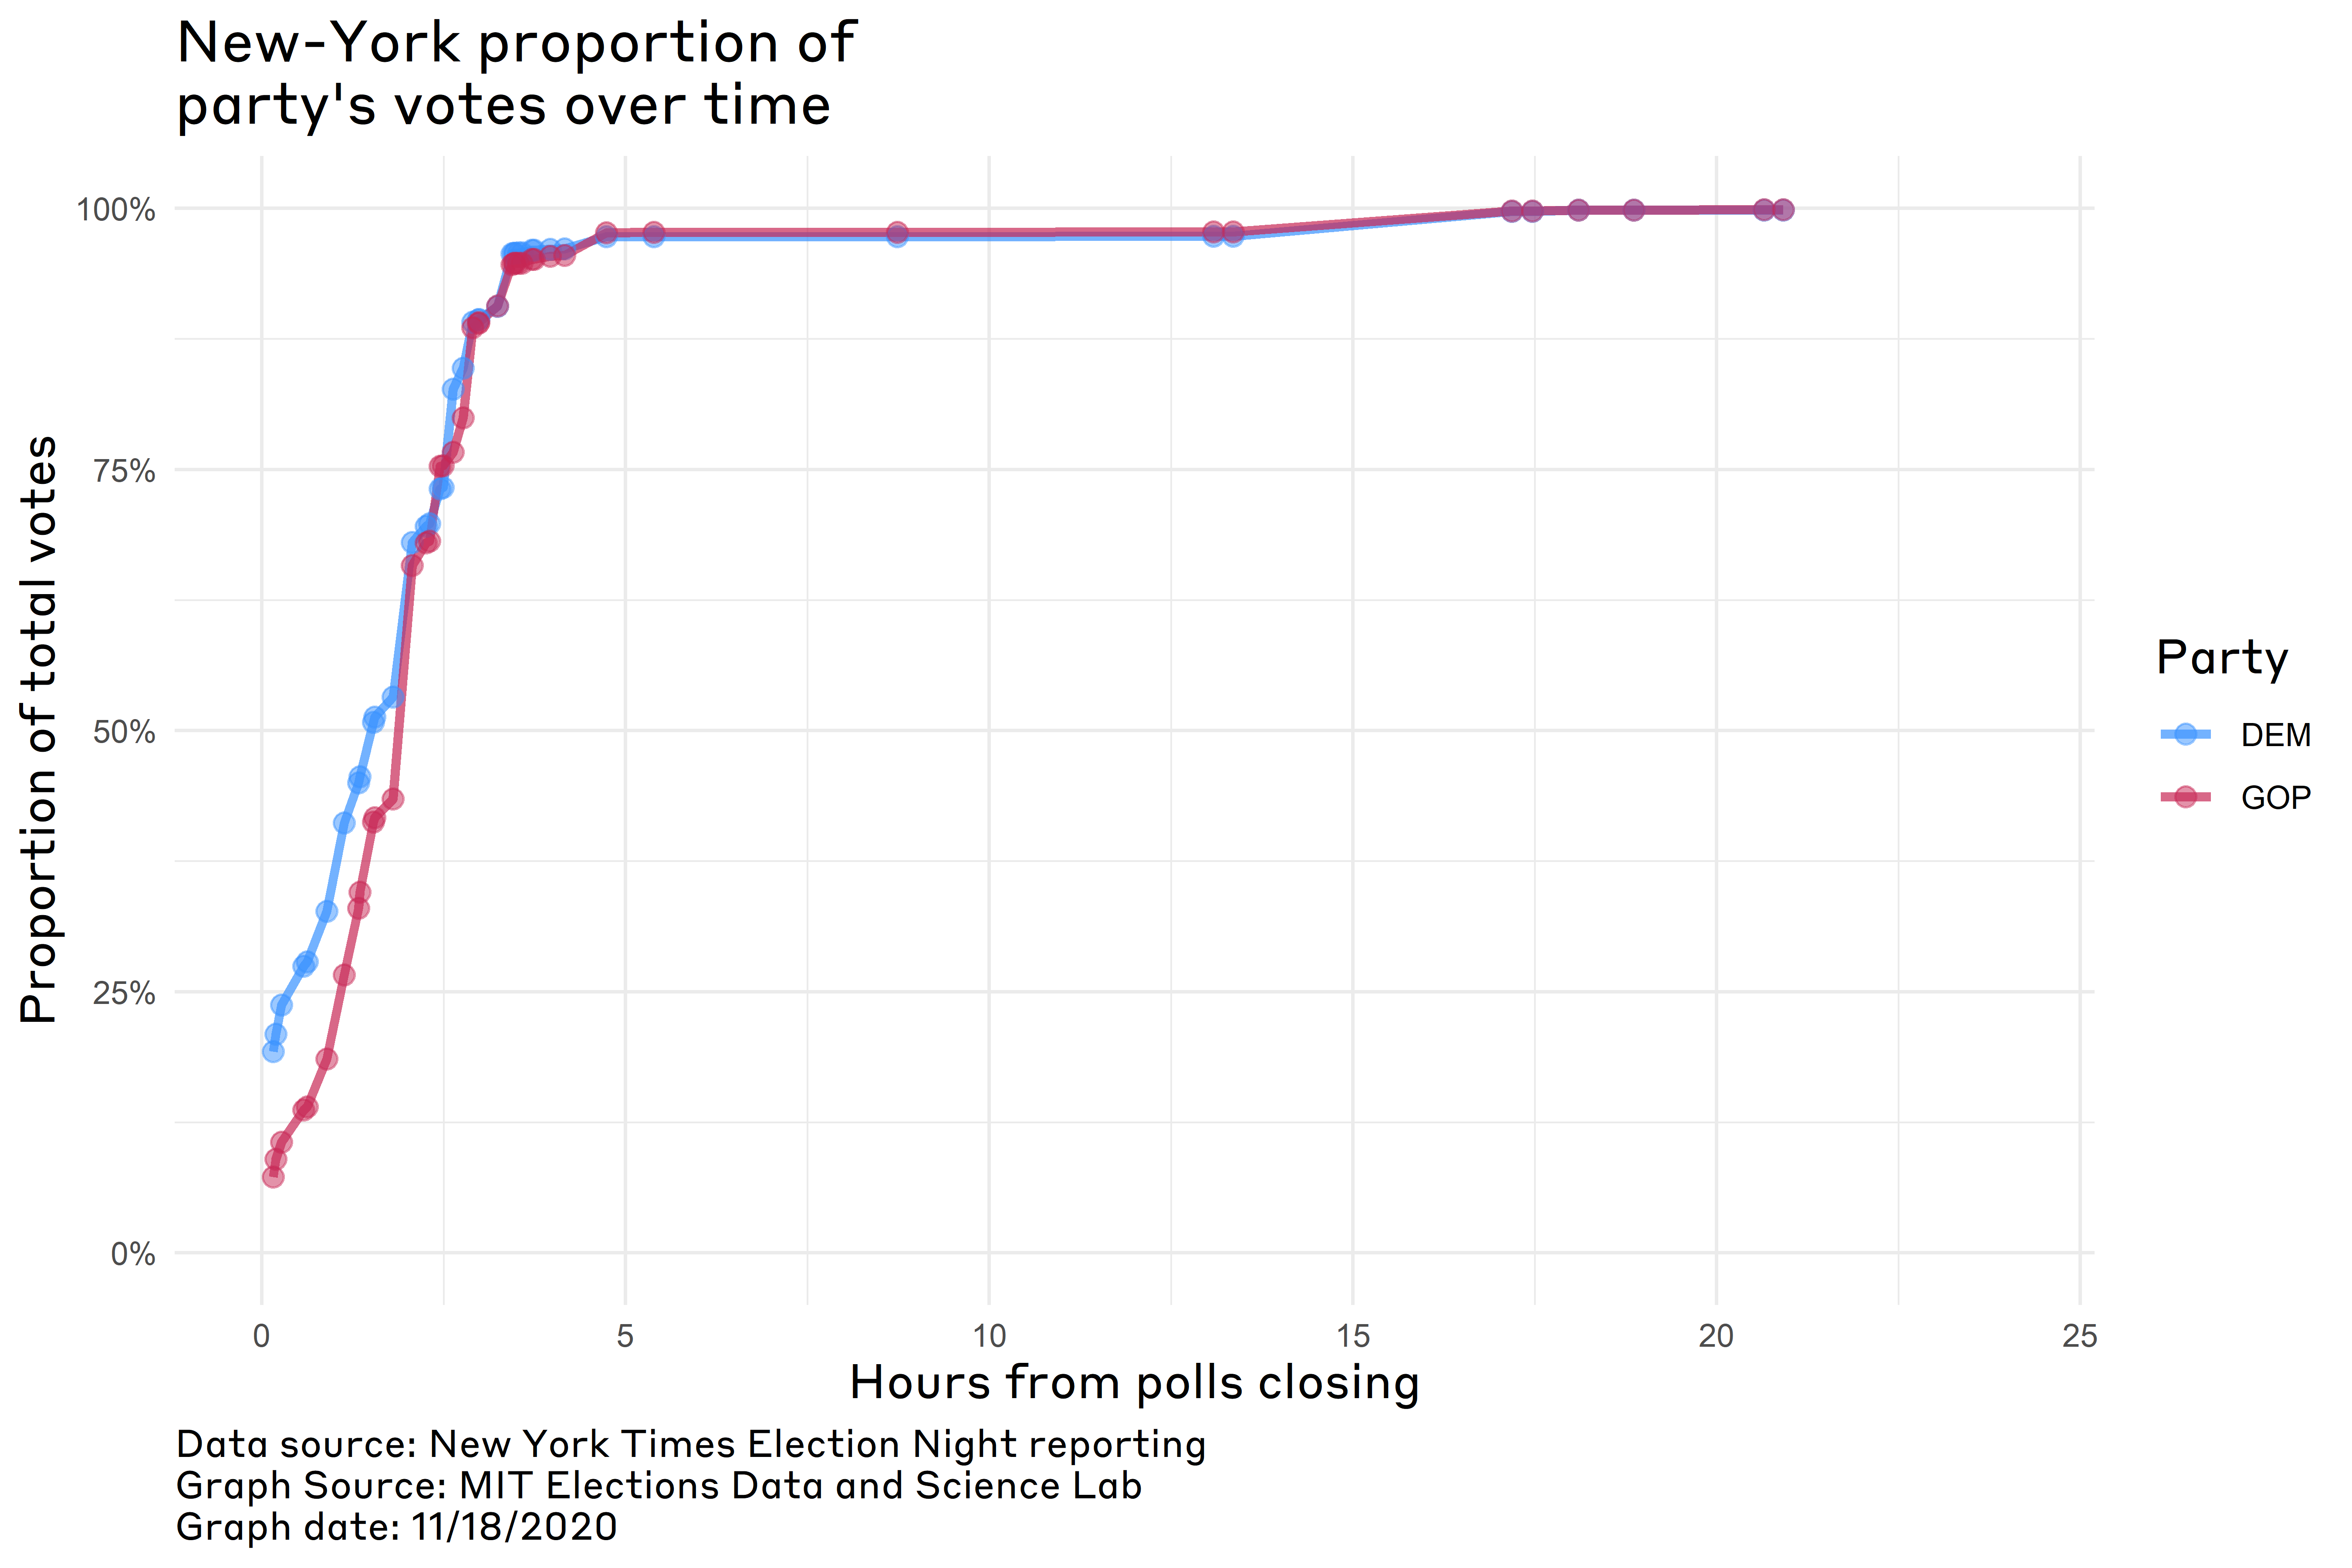 New-York proportion of
party's votes over time
Proportion of total votes
100%
75%
50%
25%
0%
0 5 10 15 20 25
Hours from polls closing
Party
DEM
GOP
Data source: New York Times Election Night reporting
Graph Source: MIT Elections Data and Science Lab
Graph date: 11/18/2020